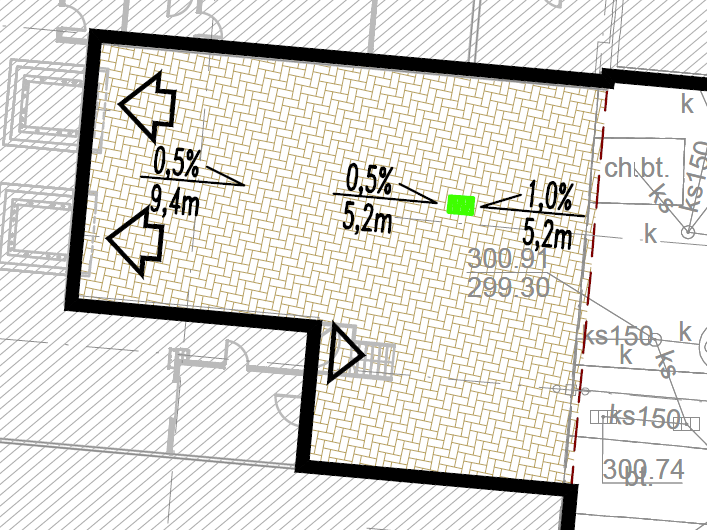 k
ch.bt.
ks150
0,5%
9,4m
0,5%
5,2m
1,0%
5,2m
ks
k
300.91
299.30
ks150
k
k
ks
ks150
300.74
bt.